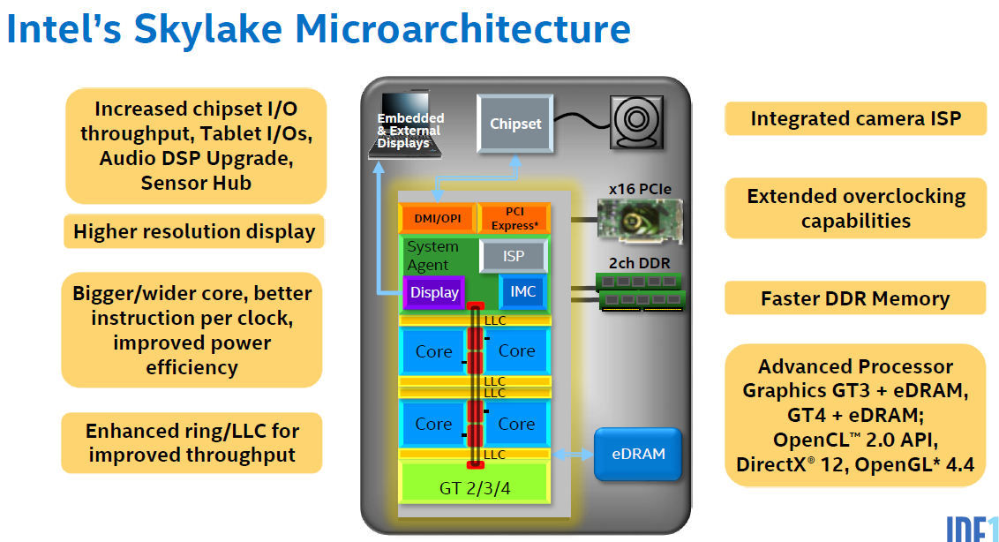 Intel's Skylake Microarchitecture
Increased chipset I/O
throughput, Tablet I/Os,
Audio DSP Upgrade,
Sensor Hub
Higher resolution display
Bigger/wider core, better
instruction per clock,
improved power
efficiency
Enhanced ring/LLC for
improved throughput
Embedded
& External
Displays
Chipset
x16 PCIe
DMI/OPI
PCI
Express*
System
Agent
ISP
Display
IMC
2ch DDR
LLC
Core
Core
LLC
LLC
Core
Core
LLC
GT 2/3/4
eDRAM
Integrated camera ISP
Extended overclocking
capabilities
Faster DDR Memory
Advanced Processor
Graphics GT3 + eDRAM,
GT4 + eDRAM;
OpenCL™ 2.0 API,
DirectX® 12, OpenGL* 4.4
IDF1